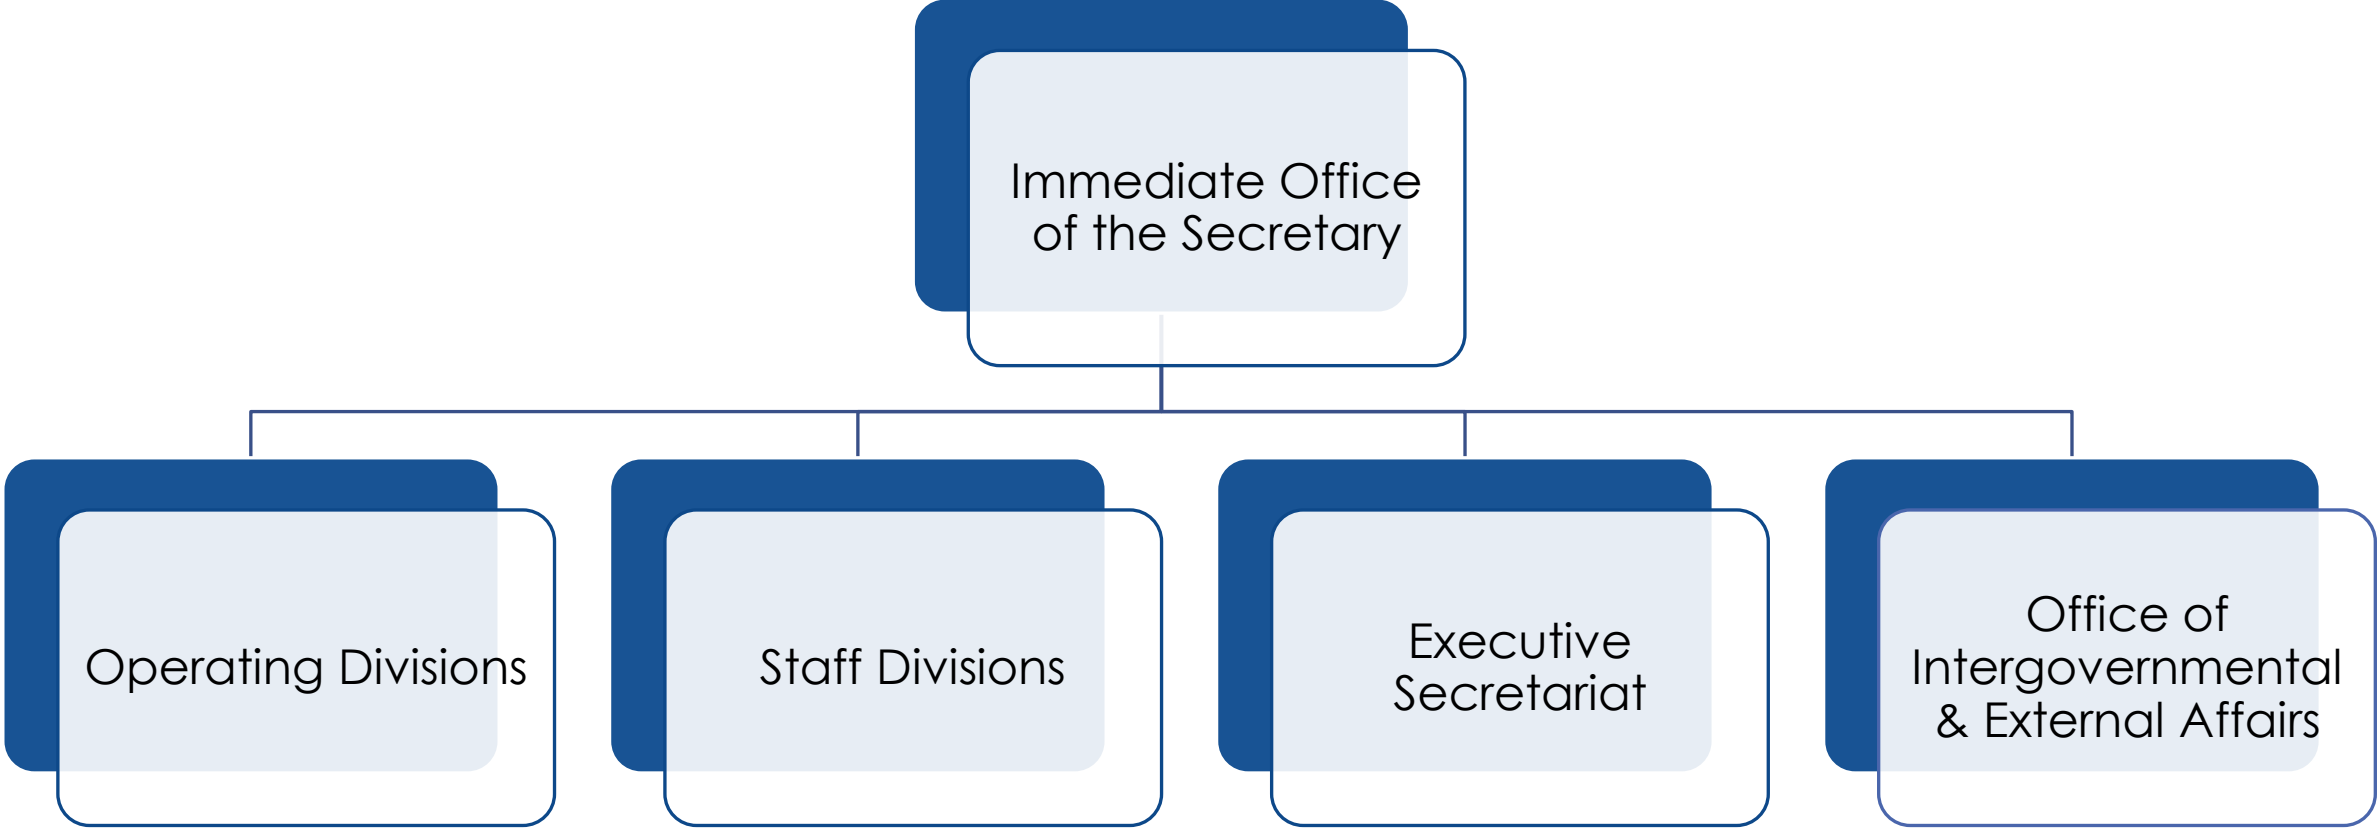 Immediate Office
of the Secretary
Operating Divisions
Staff Divisions
Executive
Secretariat
Office of
Intergovernmental
& External Affairs